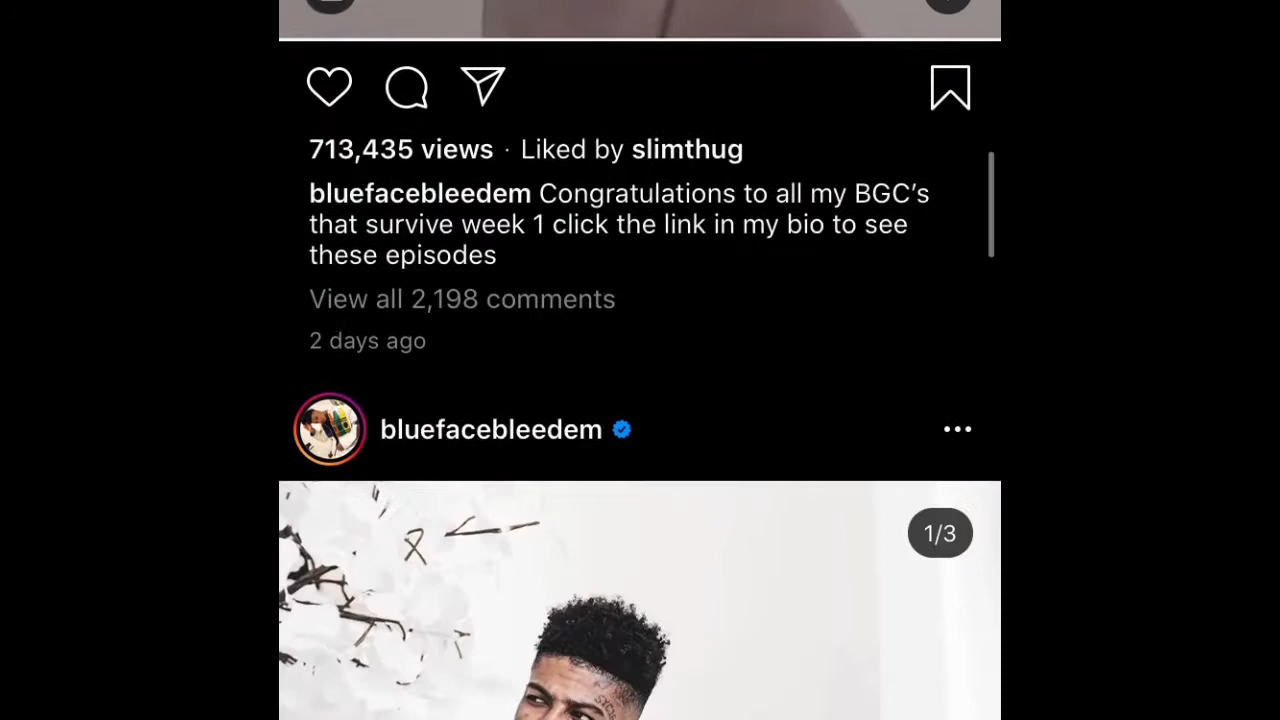 713,435 views · Liked by slimthug
bluefacebleedem Congratulations to all my BGC’s
that survive week 1 click the link in my bio to see
these episodes
View all 2,198 comments
2 days ago
bluefacebleedem
1/3